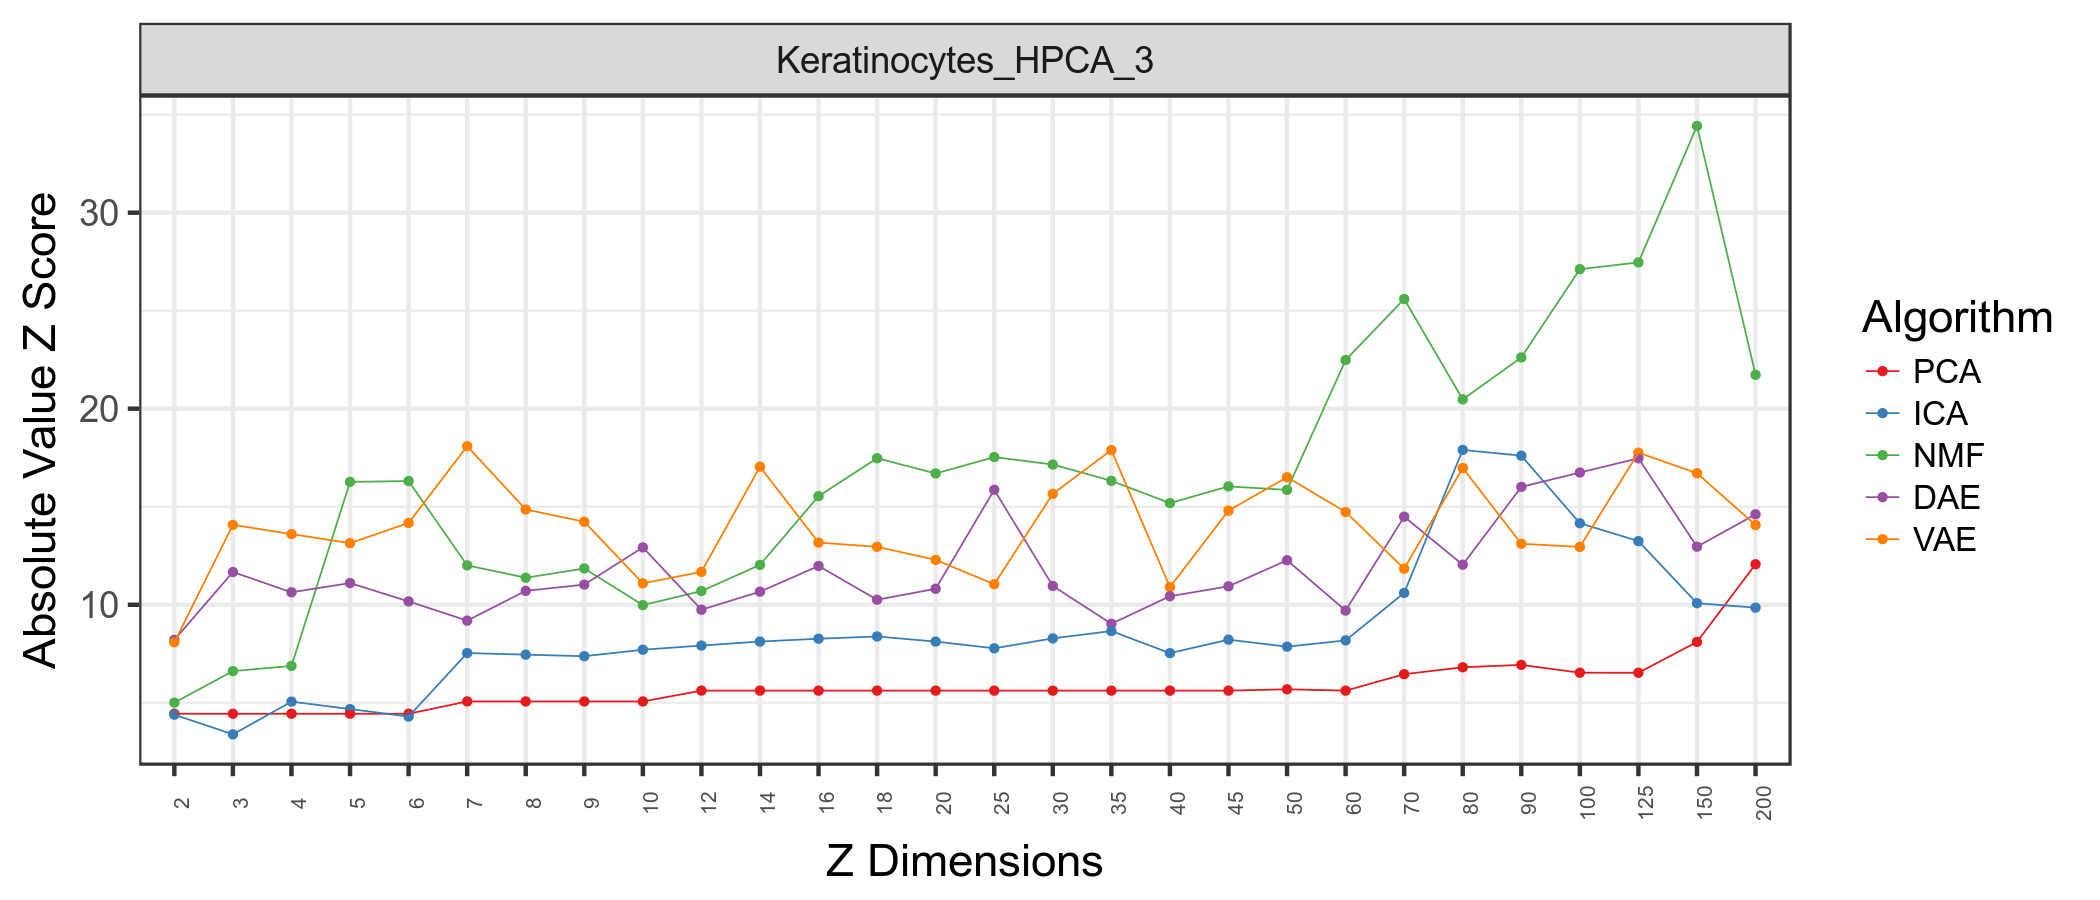 Keratinocytes_HPCA_3
Absolute Value Z Score
30
20
10
2 3 4 5 6 7 8 9 10 12 14 16 18 20 25 30 35 40 45 50 60 70 80 90 100 125 150 200
Z Dimensions
Algorithm
PCA
ICA
NMF
DAE
VAE